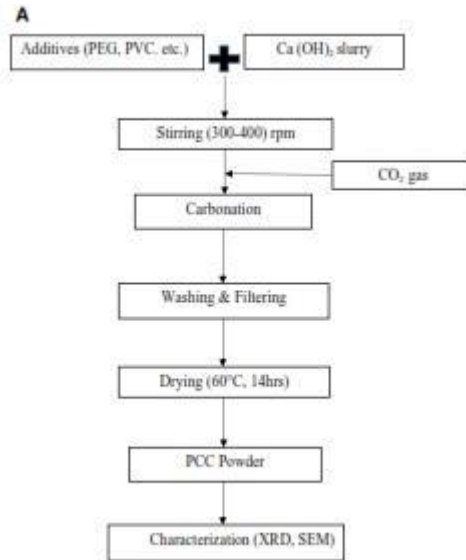 A
Additives (PEG, PVC. etc.)
Ca (OH)₂ slurry
Stirring (300-400) rpm
CO₂ gas
Carbonation
Washing & Filtering
Drying (60°C, 14hrs)
PCC Powder
Characterization (XRD, SEM)